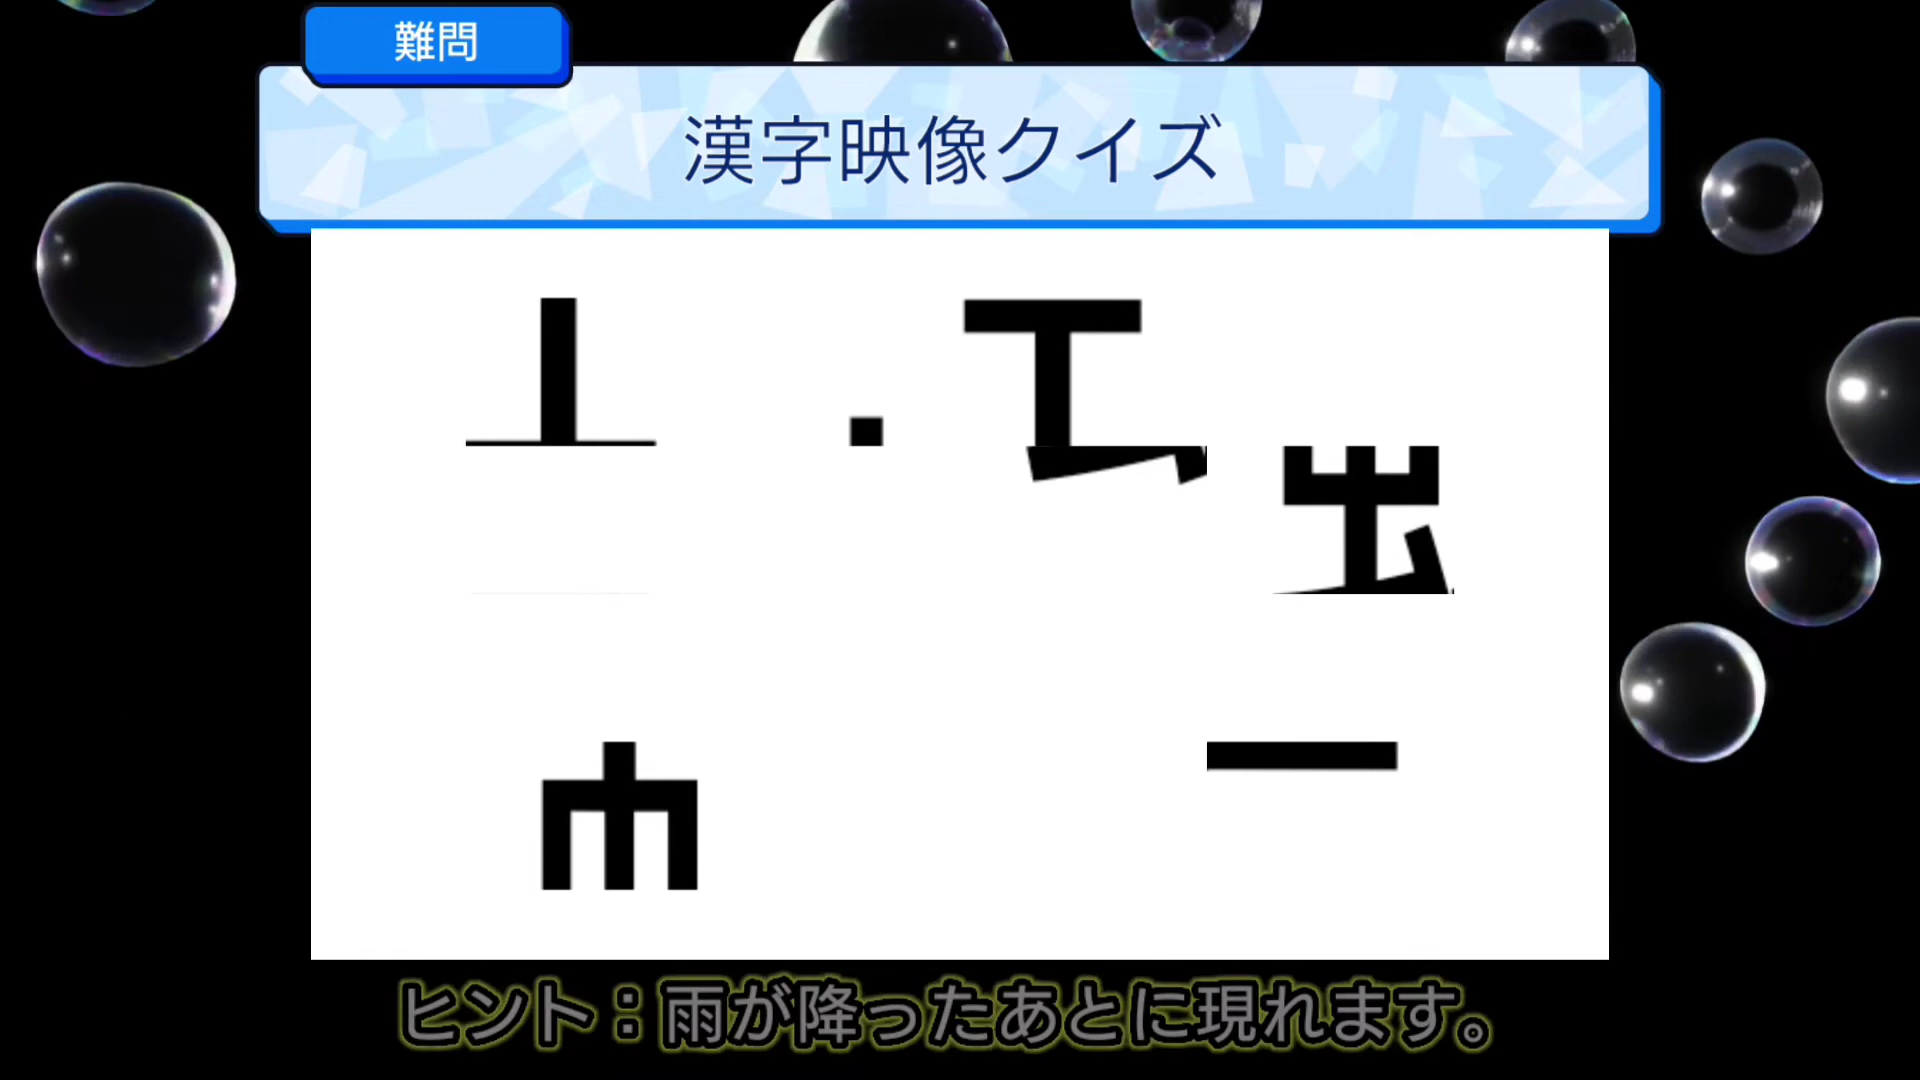 難問
漢字映像クイズ
ヒント：雨が降ったあとに現れます。